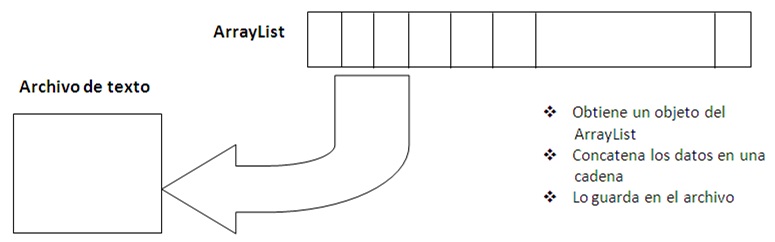 ArrayList
Archivo de texto
❖ Obtiene un objeto del
ArrayList
❖ Concatena los datos en una
cadena
❖ Lo guarda en el archivo